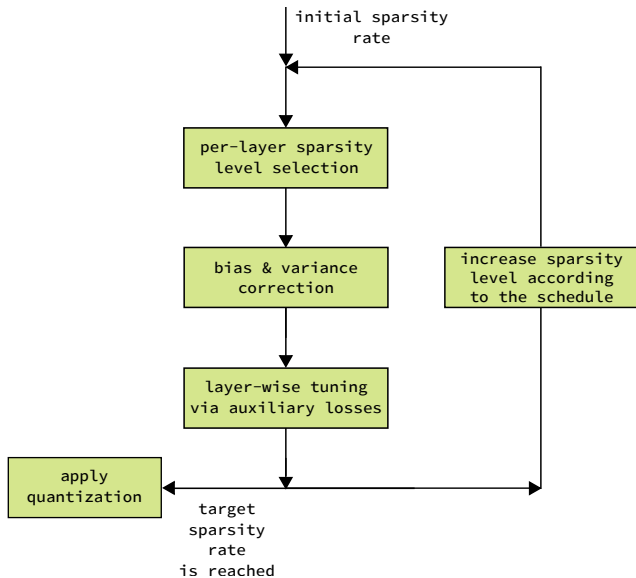 initial sparsity
rate
per-layer sparsity
level selection
bias & variance
correction
increase sparsity
level according
to the schedule
layer-wise tuning
via auxiliary losses
apply
quantization
target
sparsity
rate
is reached